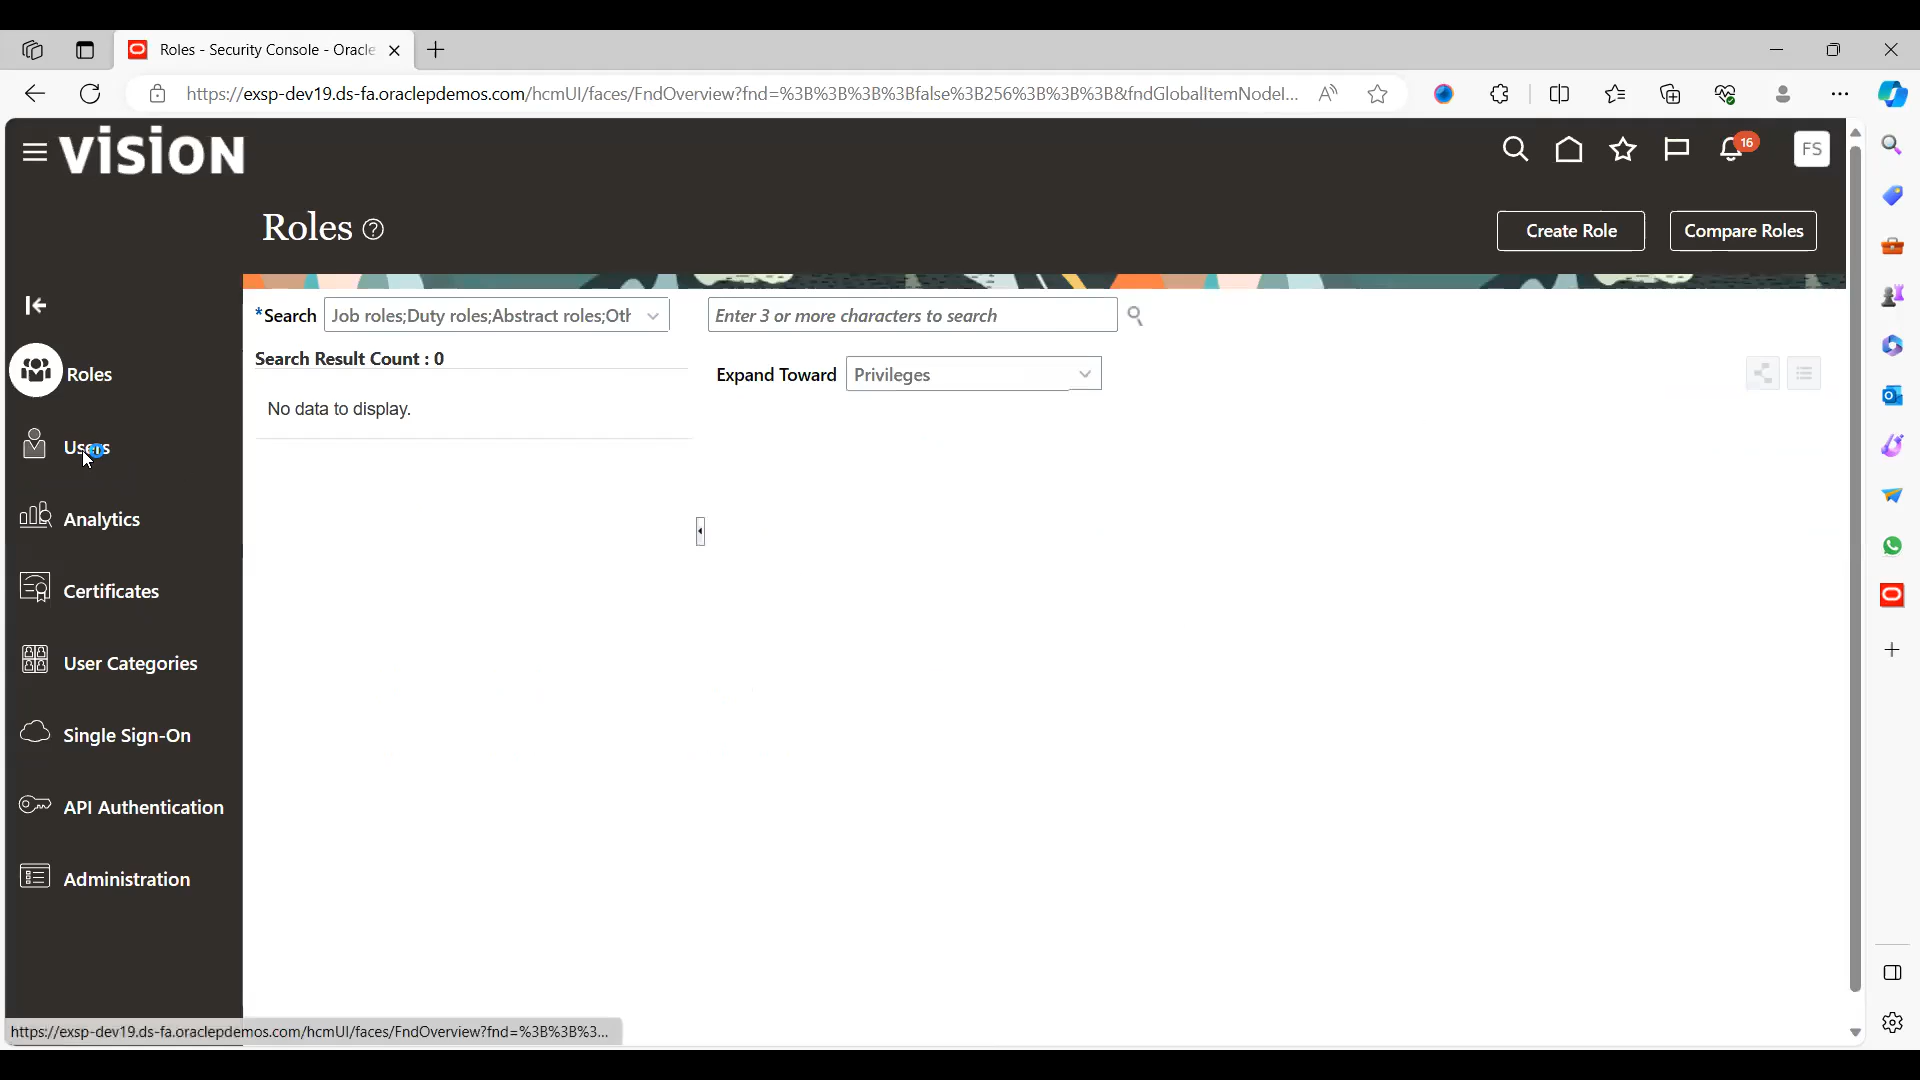 Roles - Security Console - Oracle
https://exsp-dev19.ds-fa.oraclepdemos.com/hcmUI/faces/FndOverview?fnd=%3B%3B%3B%3Bfalse%3B256%3B%3B%3B&fndGlobalItemNodeI...
VISION
16
FS
Roles
Create Role
Compare Roles
*Search
Job roles;Duty roles;Abstract roles;Oth
Enter 3 or more characters to search
Search Result Count : 0
Expand Toward
Privileges
No data to display.
Roles
Users
Analytics
Certificates
User Categories
Single Sign-On
API Authentication
Administration
https://exsp-dev19.ds-fa.oraclepdemos.com/hcmUI/faces/FndOverview?fnd=%3B%3B%3...